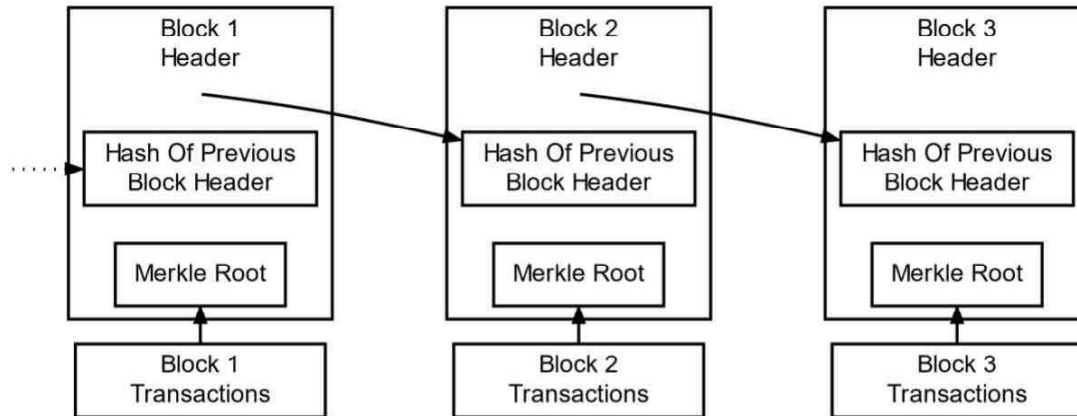 Block 1
Header
Hash Of Previous
Block Header
Merkle Root
Block 1
Transactions
Block 2
Header
Hash Of Previous
Block Header
Merkle Root
Block 2
Transactions
Block 3
Header
Hash Of Previous
Block Header
Merkle Root
Block 3
Transactions